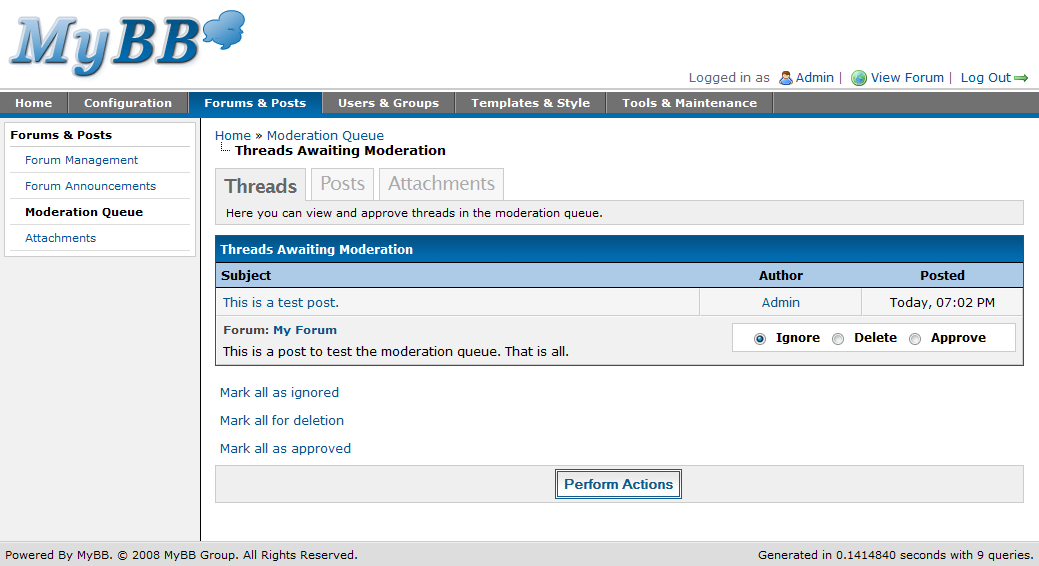 MyBB
Logged in as Admin | View Forum | Log Out
Home Configuration Forums & Posts Users & Groups Templates & Style Tools & Maintenance
Forums & Posts
Forum Management
Forum Announcements
Moderation Queue
Attachments
Home » Moderation Queue
Threads Awaiting Moderation
Threads Posts Attachments
Here you can view and approve threads in the moderation queue.
Threads Awaiting Moderation
Subject Author Posted
This is a test post. Admin Today, 07:02 PM
Forum: My Forum
This is a post to test the moderation queue. That is all.
Ignore Delete Approve
Mark all as ignored
Mark all for deletion
Mark all as approved
Perform Actions
Powered By MyBB. © 2008 MyBB Group. All Rights Reserved. Generated in 0.1414840 seconds with 9 queries.